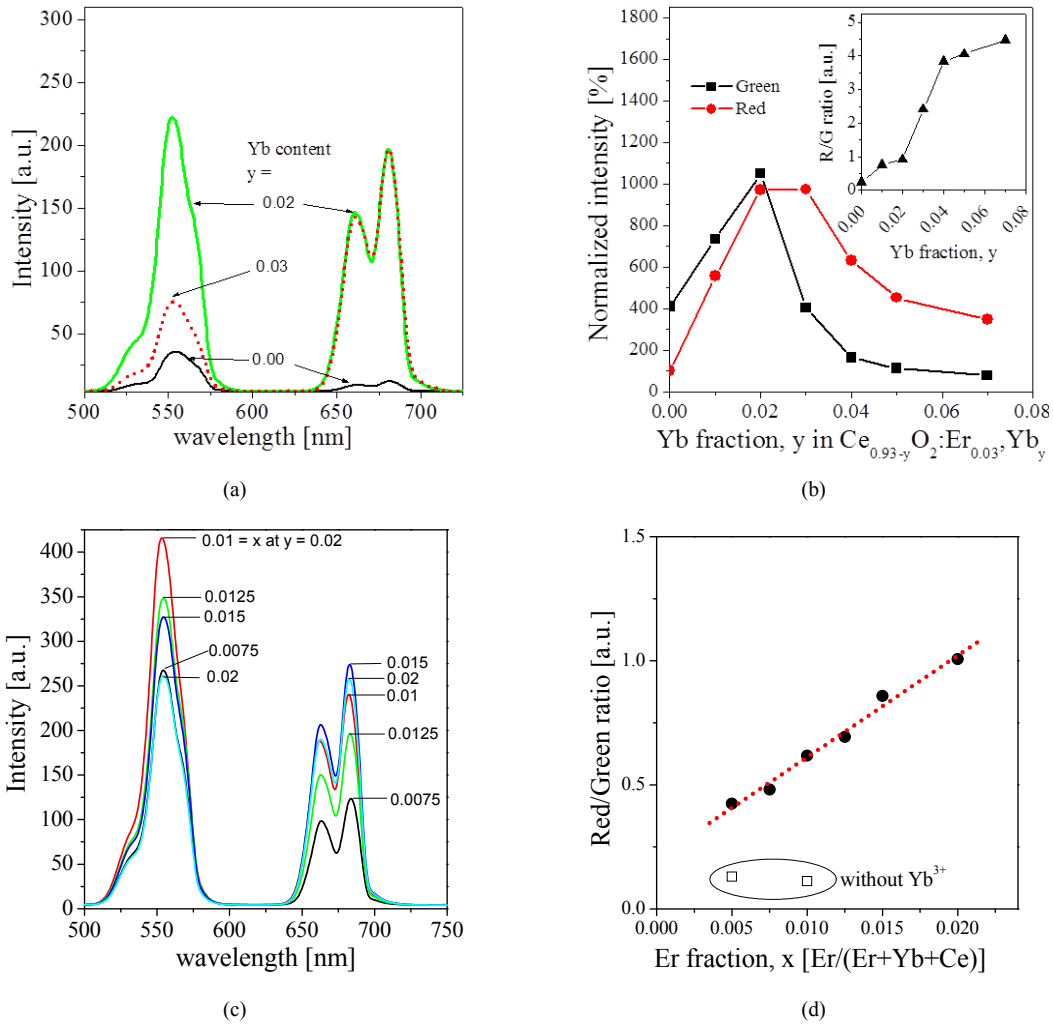 300
250
200
150
100
50
Intensity [a.u.]
Yb content
y =
0.02
0.03
0.00
500 550 600 650 700
wavelength [nm]
(a)
1800
1600
1400
1200
1000
800
600
400
200
0
Normalized intensity [%]
Green
Red
5
4
3
2
1
0
R/G ratio [a.u.]
0.00 0.02 0.04 0.06 0.08
Yb fraction, y
0.00 0.02 0.04 0.06 0.08
Yb fraction, y in Ce0.93-yO2:Er0.03,Yby
(b)
400
350
300
250
200
150
100
50
0
Intensity [a.u.]
0.01 = x at y = 0.02
0.0125
0.015
0.0075
0.02
0.015
0.02
0.01
0.0125
0.0075
500 550 600 650 700 750
wavelength [nm]
(c)
1.5
1.0
0.5
0.0
Red/Green ratio [a.u.]
without Yb3+
0.000 0.005 0.010 0.015 0.020
Er fraction, x [Er/(Er+Yb+Ce)]
(d)